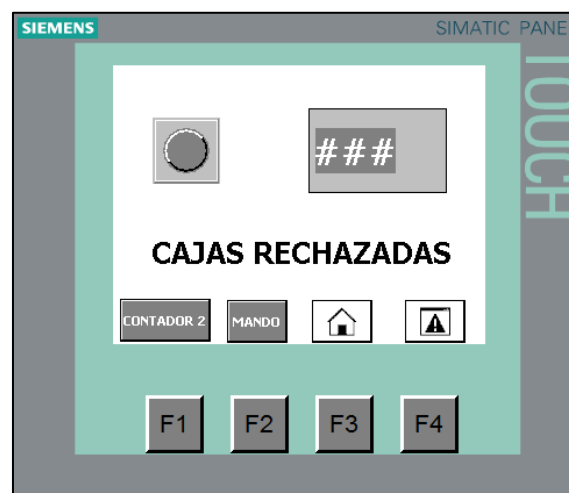 SIEMENS
SIMATIC PANE
TOUCH
###
CAJAS RECHAZADAS
CONTADOR 2
MANDO
F1
F2
F3
F4